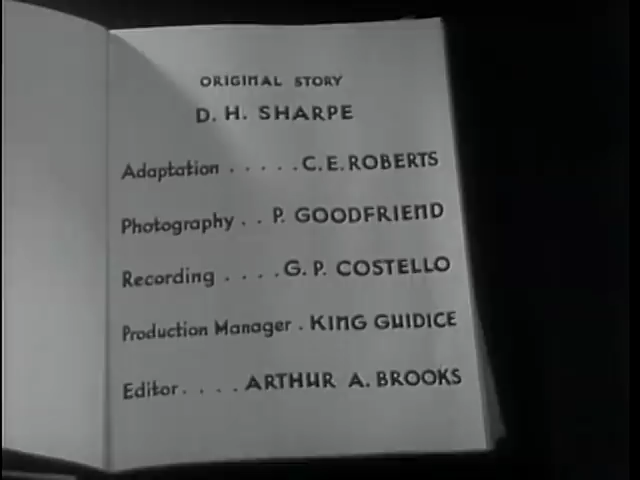 ORIGINAL STORY
D. H. SHARPE
Adaptation . . . . . C. E. ROBERTS
Photography . . P. GOODFRIEND
Recording . . . . G. P. COSTELLO
Production Manager . KING GUIDICE
Editor . . . . ARTHUR A. BROOKS